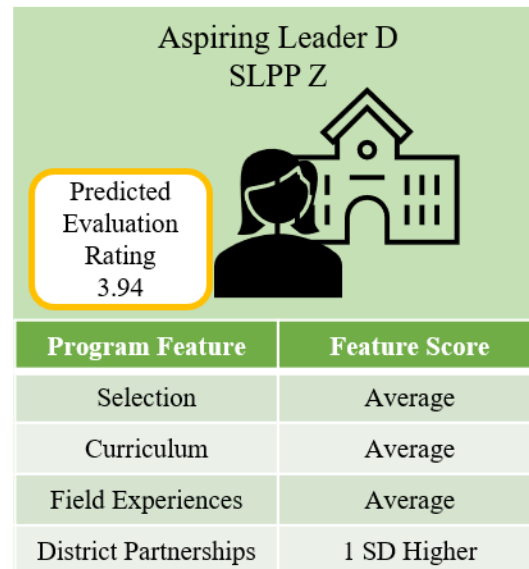 Aspiring Leader D
SLPP Z
Predicted
Evaluation
Rating
3.94
Program Feature Feature Score
Selection Average
Curriculum Average
Field Experiences Average
District Partnerships 1 SD Higher